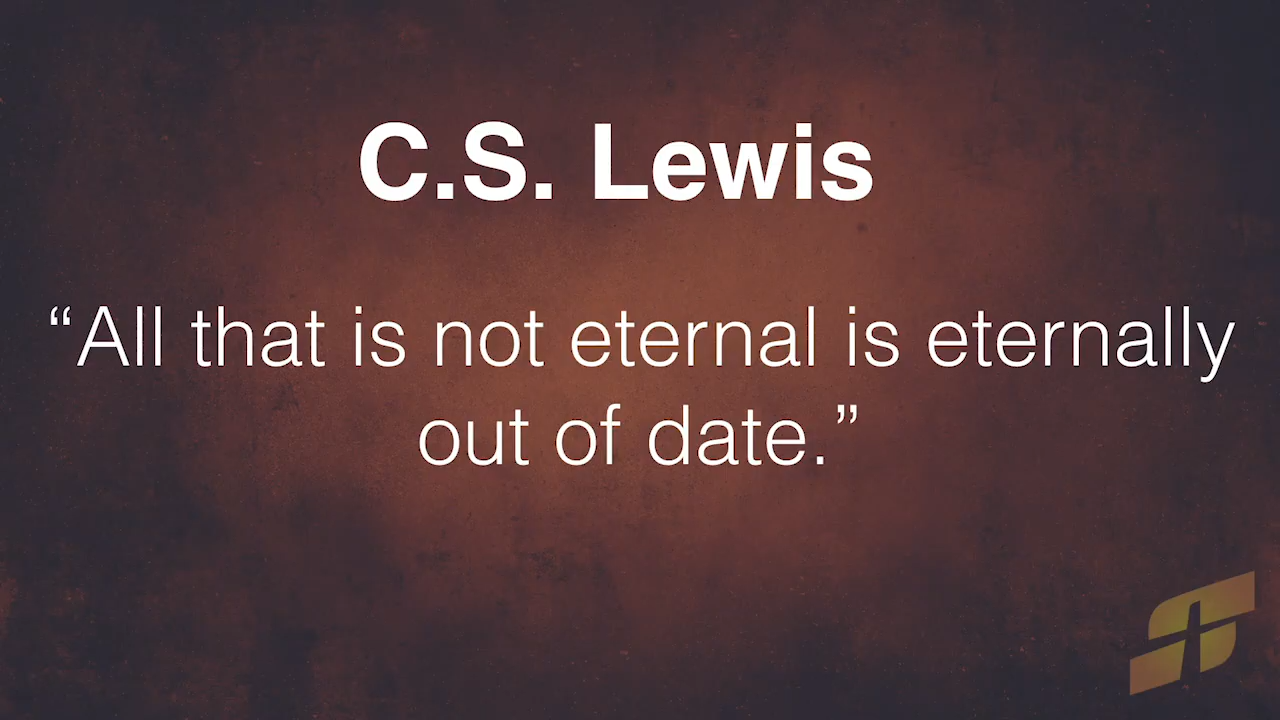 C.S. Lewis
“All that is not eternal is eternally
out of date.”